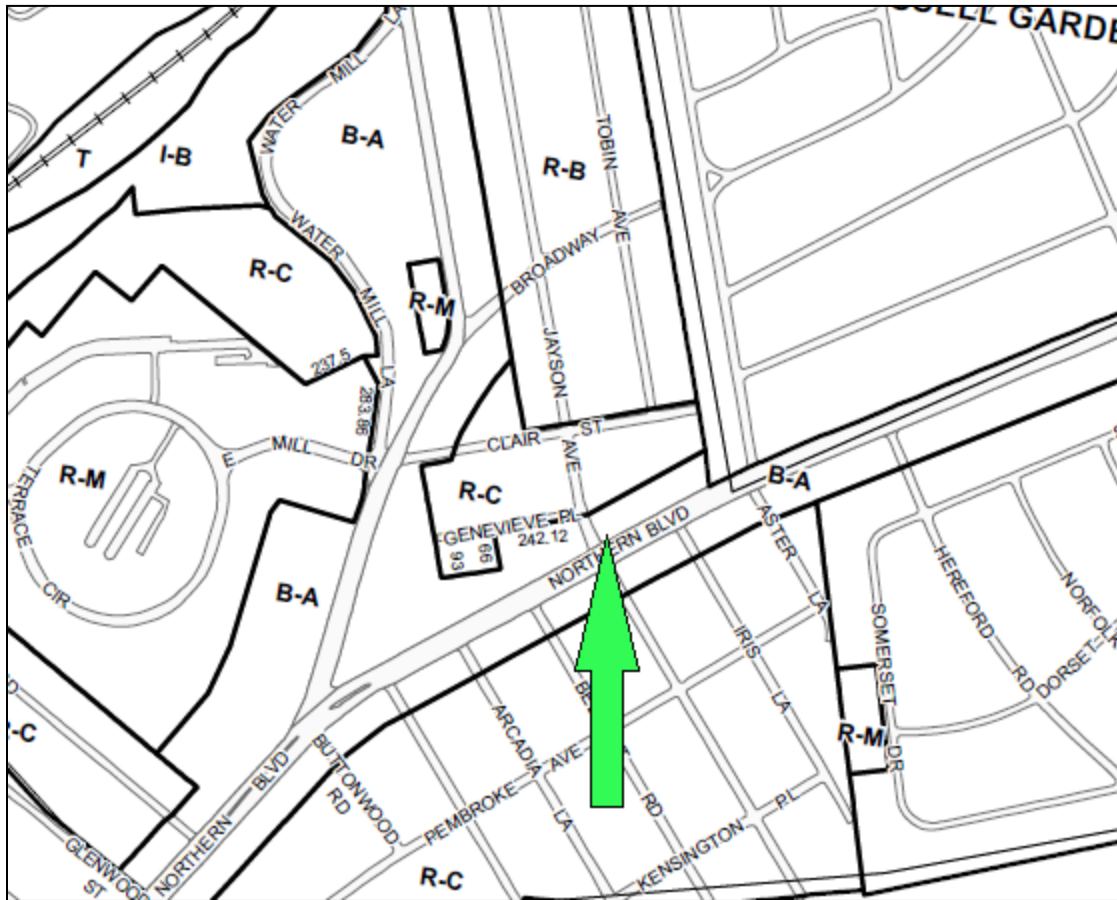 SSELL GARDE
WATER MILL LA
B-A
T
I-B
TOBIN AVE
R-B
WATER MILL LA
R-C
BROADWAY
R-M
JAYSON AVE
237.5
283.86
CLAIR ST
E MILL DR
R-M
TERRACE CIR
R-C
GENEVIEVE PL
242.12
93
66
B-A
NORTHERN BLVD
B-A
ASTER LA
HEREFORD RD
NORFOLK
SOMERSET DR
DORSET
IRIS LA
R-M
RD
ARCADIA LA
BUTTONWOOD RD
PEMBROKE AVE
KENSINGTON PL
NORTHERN BLVD
GLENWOOD ST
R-C
R-C